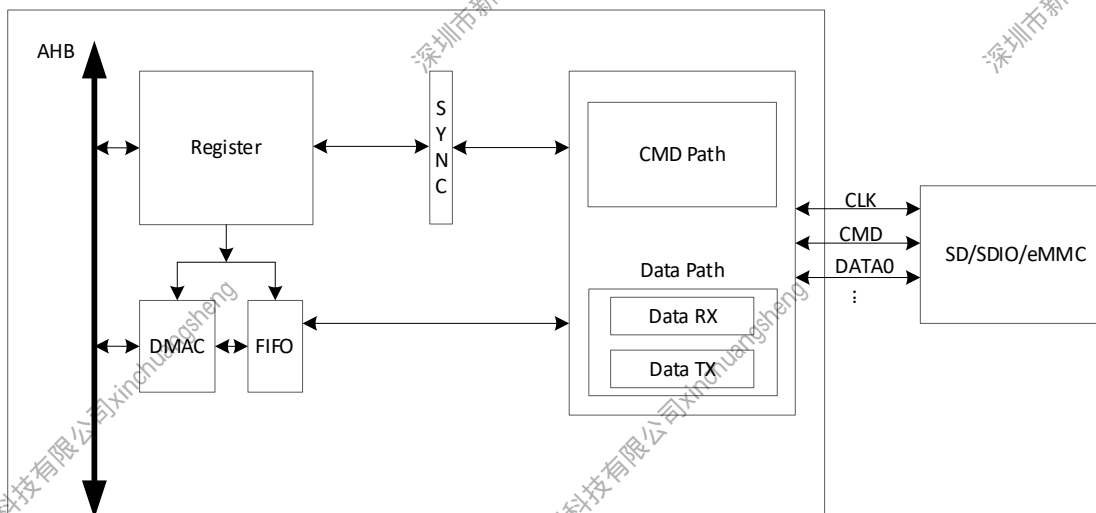 AHB
Register
SYNC
CMD Path
CLK
CMD
DATA0
...
SD/SDIO/eMMC
Data Path
Data RX
Data TX
DMAC
FIFO
深圳市新
深圳市新
科技有限公司xinchuangsheng
科技有限公司xinchuangsheng